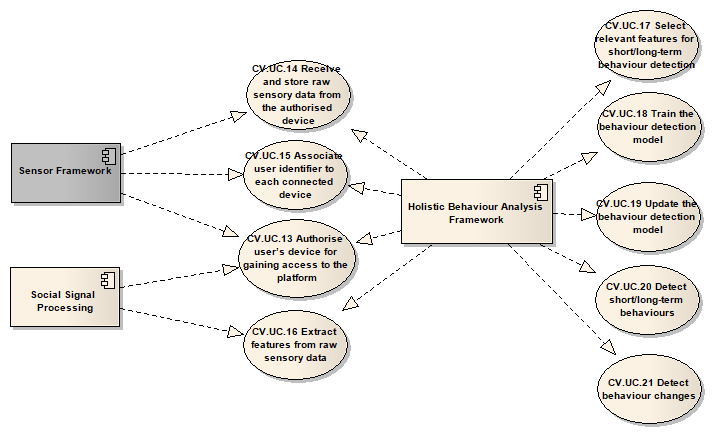 CV.UC.17 Select
relevant features for
short/long-term
behaviour detection
CV.UC.14 Receive
and store raw
sensory data from
the authorised
device
CV.UC.18 Train the
behaviour detection
model
Sensor Framework
CV.UC.15 Associate
user identifier to
each connected
device
Holistic Behaviour Analysis
Framework
CV.UC.19 Update the
behaviour detection
model
CV.UC.13 Authorise
user's device for
gaining access to the
platform
Social Signal
Processing
CV.UC.20 Detect
short/long-term
behaviours
CV.UC.16 Extract
features from raw
sensory data
CV.UC.21 Detect
behaviour changes